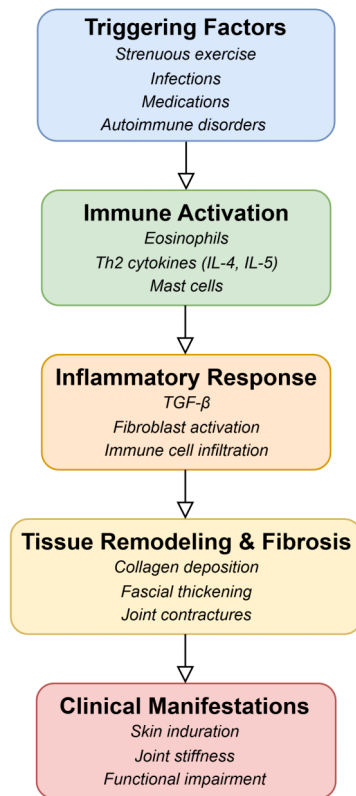 Triggering Factors
Strenuous exercise
Infections
Medications
Autoimmune disorders
Immune Activation
Eosinophils
Th2 cytokines (IL-4, IL-5)
Mast cells
Inflammatory Response
TGF-β
Fibroblast activation
Immune cell infiltration
Tissue Remodeling & Fibrosis
Collagen deposition
Fascial thickening
Joint contractures
Clinical Manifestations
Skin induration
Joint stiffness
Functional impairment